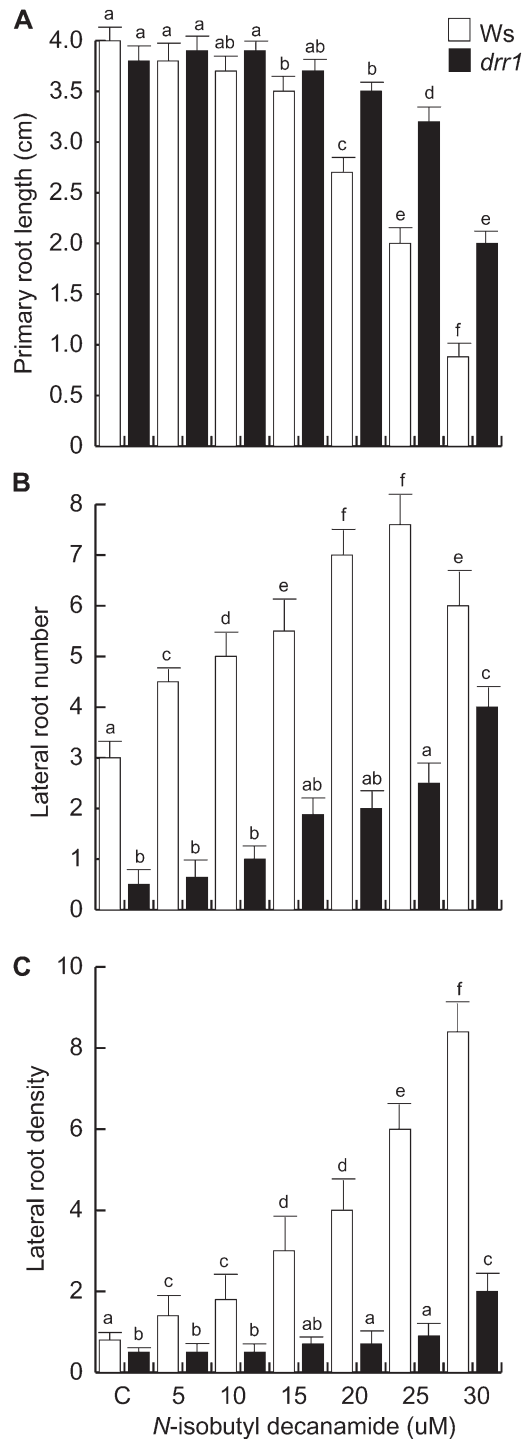 A
Ws
drr1
Primary root length (cm)
4.0
3.5
3.0
2.5
2.0
1.5
1.0
0.5
0
a a a a ab a b ab c b e d f e
B
Lateral root number
8
7
6
5
4
3
2
1
0
a b c b d b e ab f ab f a e c
C
Lateral root density
10
8
6
4
2
0
a b c b c b d ab d a e a f c
C 5 10 15 20 25 30
N-isobutyl decanamide (uM)